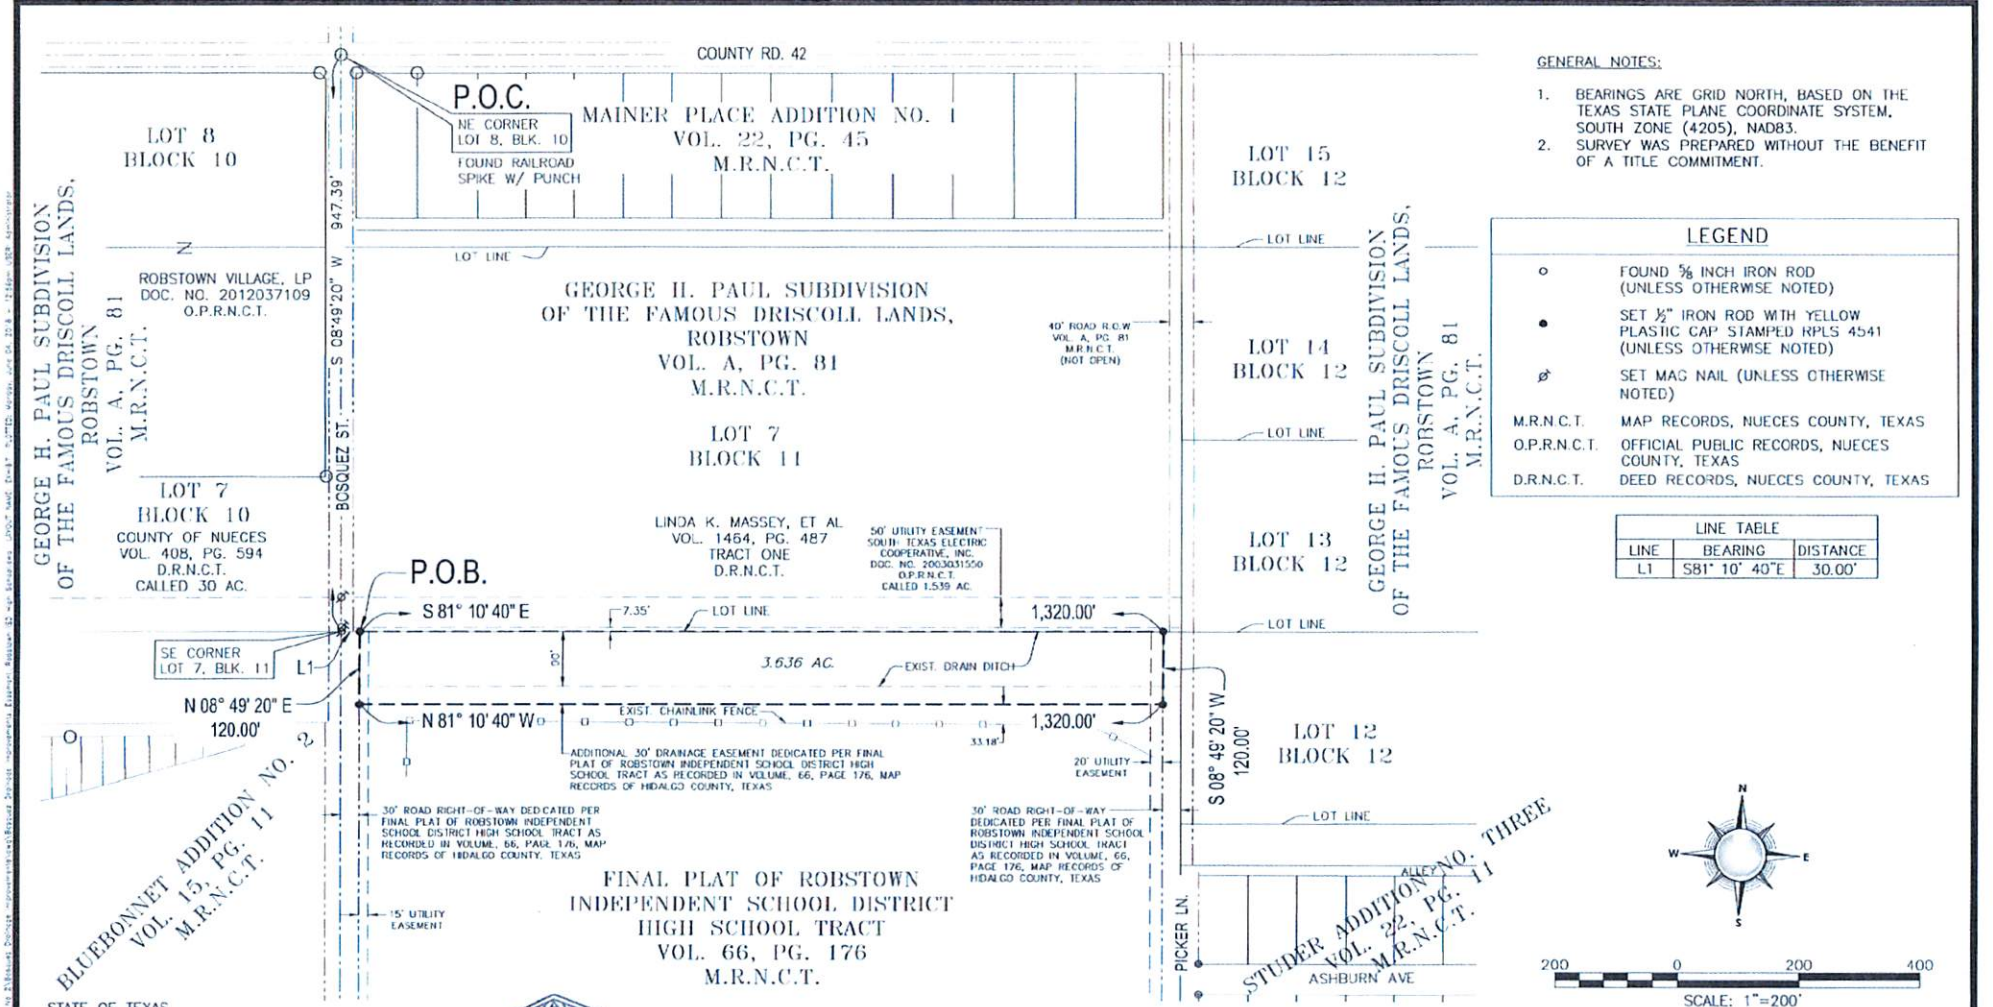 COUNTY RD. 42
P.O.C.
NE CORNER
LOT 8, BLK. 10
FOUND RAILROAD
SPIKE W/ PUNCH
MAINER PLACE ADDITION NO. 1
VOL. 22, PG. 45
M.R.N.C.T.
LOT 8
BLOCK 10
GEORGE H. PAUL SUBDIVISION
OF THE FAMOUS DRISCOLL LANDS,
ROBSTOWN
VOL. A, PG. 81
M.R.N.C.T.
Z
ROBSTOWN VILLAGE, LP
DOC. NO. 2012037109
O.P.R.N.C.T.
947.39'
S 08°49'20" W
BOSQUEZ ST.
LOT LINE
GEORGE H. PAUL SUBDIVISION
OF THE FAMOUS DRISCOLL LANDS,
ROBSTOWN
VOL. A, PG. 81
M.R.N.C.T.
LOT 7
BLOCK 11
40' ROAD R.O.W
VOL. A, PG. 81
M.R.N.C.T.
(NOT OPEN)
LOT 15
BLOCK 12
LOT LINE
LOT 14
BLOCK 12
LOT LINE
LOT 13
BLOCK 12
LOT LINE
GEORGE H. PAUL SUBDIVISION
OF THE FAMOUS DRISCOLL LANDS,
ROBSTOWN
VOL. A, PG. 81
M.R.N.C.T.
LOT 7
BLOCK 10
COUNTY OF NUECES
VOL. 408, PG. 594
D.R.N.C.T.
CALLED 30 AC.
LINDA K. MASSEY, ET AL
VOL. 1464, PG. 487
TRACT ONE
D.R.N.C.T.
50' UTILITY EASEMENT
SOUTH TEXAS ELECTRIC
COOPERATIVE, INC.
DOC. NO. 2003031550
O.P.R.N.C.T.
CALLED 1.539 AC.
P.O.B.
S 81° 10' 40" E
7.35'
LOT LINE
1,320.00'
SE CORNER
LOT 7, BLK. 11
L1
90'
3.636 AC.
EXIST. DRAIN DITCH
N 08° 49' 20" E
120.00'
N 81° 10' 40" W
EXIST. CHAINLINK FENCE
1,320.00'
33.18'
S 08° 49' 20" W
120.00'
ADDITIONAL 30' DRAINAGE EASEMENT DEDICATED PER FINAL
PLAT OF ROBSTOWN INDEPENDENT SCHOOL DISTRICT HIGH
SCHOOL TRACT AS RECORDED IN VOLUME, 66, PAGE 176, MAP
RECORDS OF HIDALGO COUNTY, TEXAS
20' UTILITY
EASEMENT
LOT 12
BLOCK 12
LOT LINE
BLUEBONNET ADDITION NO. 2
VOL. 15, PG. 11
M.R.N.C.T.
30' ROAD RIGHT-OF-WAY DEDICATED PER
FINAL PLAT OF ROBSTOWN INDEPENDENT
SCHOOL DISTRICT HIGH SCHOOL TRACT AS
RECORDED IN VOLUME, 66, PAGE 176, MAP
RECORDS OF HIDALGO COUNTY, TEXAS
30' ROAD RIGHT-OF-WAY
DEDICATED PER FINAL PLAT OF
ROBSTOWN INDEPENDENT SCHOOL
DISTRICT HIGH SCHOOL TRACT
AS RECORDED IN VOLUME, 66,
PAGE 176, MAP RECORDS OF
HIDALGO COUNTY, TEXAS
FINAL PLAT OF ROBSTOWN
INDEPENDENT SCHOOL DISTRICT
HIGH SCHOOL TRACT
VOL. 66, PG. 176
M.R.N.C.T.
15' UTILITY
EASEMENT
PICKER LN.
ALLEY
STUDER ADDITION NO. THREE
VOL. 22, PG. 11
M.R.N.C.T.
ASHBURN AVE
STATE OF TEXAS
GENERAL NOTES:
1. BEARINGS ARE GRID NORTH, BASED ON THE
TEXAS STATE PLANE COORDINATE SYSTEM,
SOUTH ZONE (4205), NAD83.
2. SURVEY WAS PREPARED WITHOUT THE BENEFIT
OF A TITLE COMMITMENT.
LEGEND
FOUND 5/8 INCH IRON ROD
(UNLESS OTHERWISE NOTED)
SET ½" IRON ROD WITH YELLOW
PLASTIC CAP STAMPED RPLS 4541
(UNLESS OTHERWISE NOTED)
SET MAG NAIL (UNLESS OTHERWISE
NOTED)
M.R.N.C.T. MAP RECORDS, NUECES COUNTY, TEXAS
O.P.R.N.C.T. OFFICIAL PUBLIC RECORDS, NUECES
COUNTY, TEXAS
D.R.N.C.T. DEED RECORDS, NUECES COUNTY, TEXAS
LINE TABLE
LINE BEARING DISTANCE
L1 S81° 10' 40"E 30.00'
N
W E
S
200 0 200 400
SCALE: 1"=200'